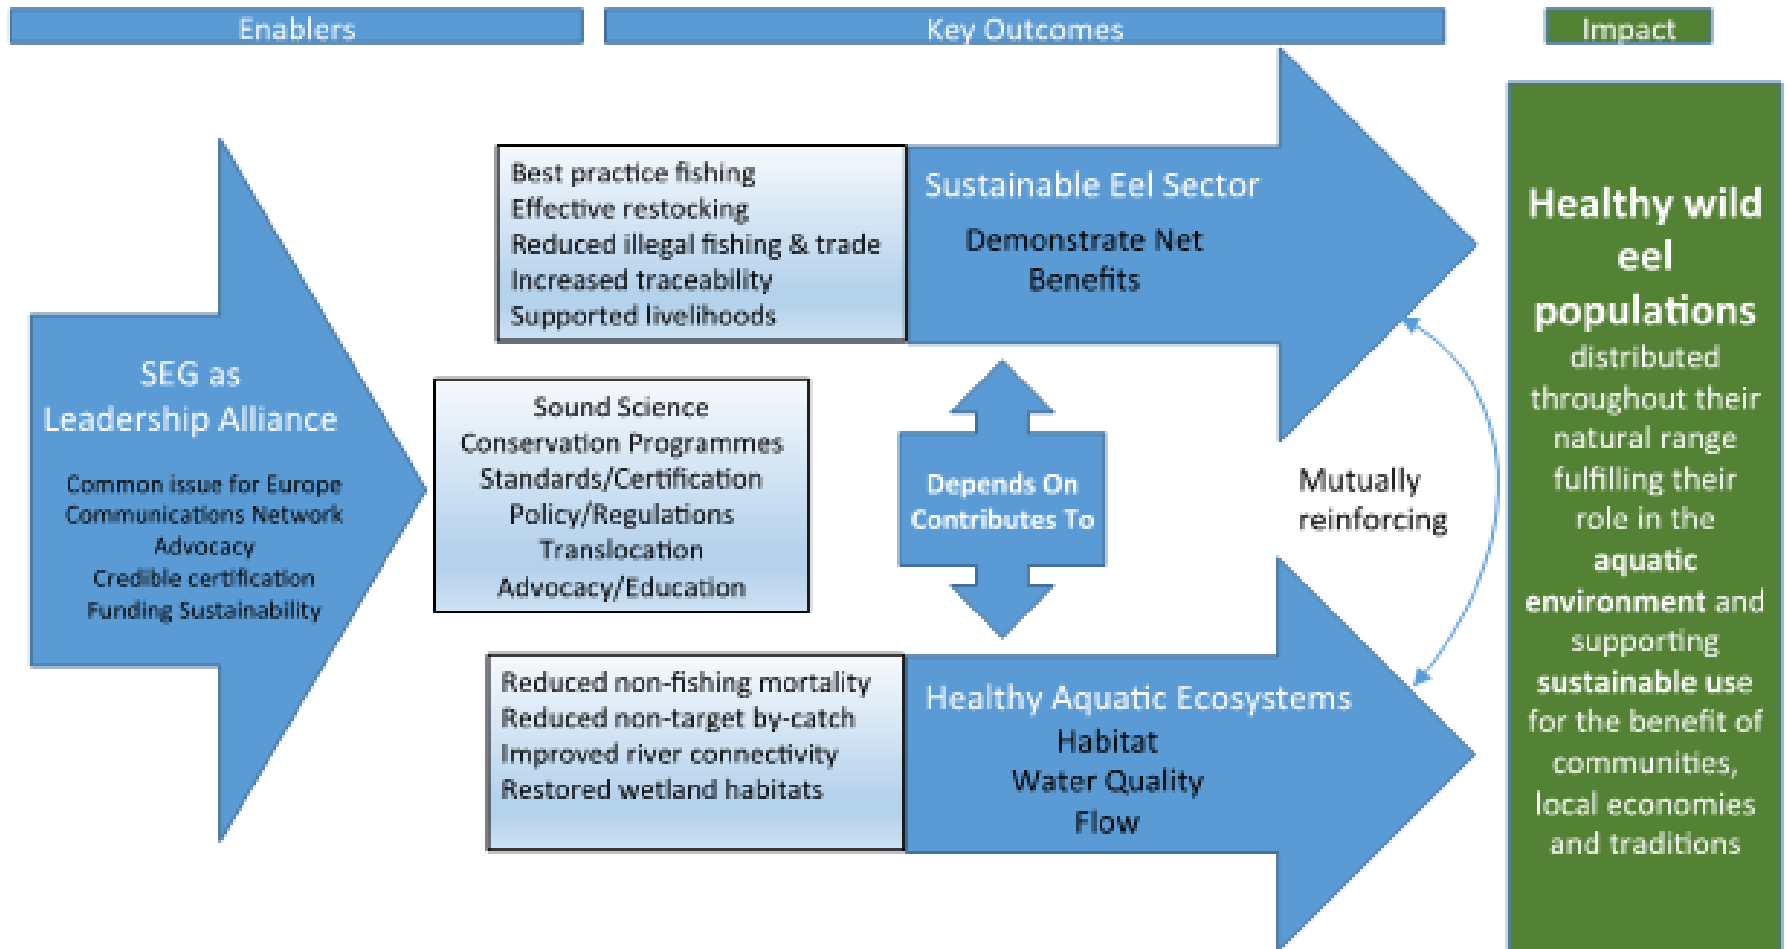 Enablers
Key Outcomes
Impact
SEG as
Leadership Alliance
Common issue for Europe
Communications Network
Advocacy
Credible certification
Funding Sustainability
Best practice fishing
Effective restocking
Reduced illegal fishing & trade
Increased traceability
Supported livelihoods
Sustainable Eel Sector
Demonstrate Net
Benefits
Sound Science
Conservation Programmes
Standards/Certification
Policy/Regulations
Translocation
Advocacy/Education
Depends On
Contributes To
Mutually
reinforcing
Reduced non-fishing mortality
Reduced non-target by-catch
Improved river connectivity
Restored wetland habitats
Healthy Aquatic Ecosystems
Habitat
Water Quality
Flow
Healthy wild
eel
populations
distributed
throughout their
natural range
fulfilling their
role in the
aquatic
environment and
supporting
sustainable use
for the benefit of
communities,
local economies
and traditions